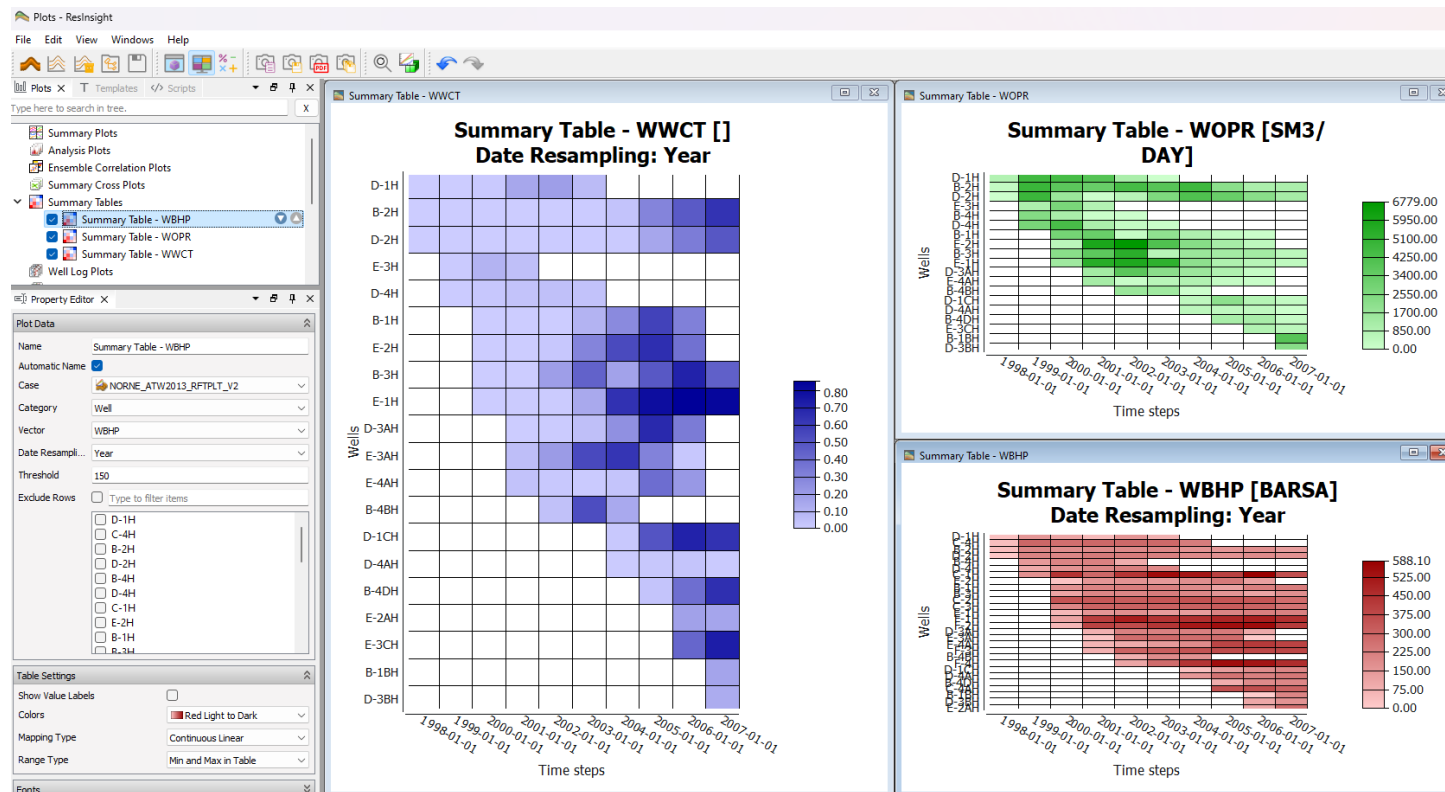 Plots - ResInsight
File Edit View Windows Help
Plots Templates Scripts
Type here to search in tree. X
Summary Plots
Analysis Plots
Ensemble Correlation Plots
Summary Cross Plots
Summary Tables
Summary Table - WBHP
Summary Table - WOPR
Summary Table - WWCT
Well Log Plots
Property Editor
Plot Data
Name Summary Table - WBHP
Automatic Name
Case NORNE_ATW2013_RFTPLT_V2
Category Well
Vector WBHP
Date Resampli... Year
Threshold 150
Exclude Rows Type to filter items
D-1H
C-4H
B-2H
D-2H
B-4H
D-4H
C-1H
E-2H
B-1H
B-3H
Table Settings
Show Value Labels
Colors Red Light to Dark
Mapping Type Continuous Linear
Range Type Min and Max in Table
Fonts
Summary Table - WWCT
Summary Table - WWCT []
Date Resampling: Year
D-1H
B-2H
D-2H
E-3H
D-4H
B-1H
E-2H
B-3H
E-1H
D-3AH
E-3AH
E-4AH
B-4BH
D-1CH
D-4AH
B-4DH
E-2AH
E-3CH
B-1BH
D-3BH
Wells
1998-01-01
1999-01-01
2000-01-01
2001-01-01
2002-01-01
2003-01-01
2004-01-01
2005-01-01
2006-01-01
2007-01-01
Time steps
0.80
0.70
0.60
0.50
0.40
0.30
0.20
0.10
0.00
Summary Table - WOPR
Summary Table - WOPR [SM3/
DAY]
D-1H
B-2H
D-2H
E-3H
B-4H
D-4H
B-1H
E-2H
B-3H
E-1H
D-3AH
E-4AH
B-4BH
D-1CH
D-4AH
B-4DH
E-3CH
B-1BH
D-3BH
Wells
1998-01-01
1999-01-01
2000-01-01
2001-01-01
2002-01-01
2003-01-01
2004-01-01
2005-01-01
2006-01-01
2007-01-01
Time steps
6779.00
5950.00
5100.00
4250.00
3400.00
2550.00
1700.00
850.00
0.00
Summary Table - WBHP
Summary Table - WBHP [BARSA]
Date Resampling: Year
D-1H
C-4H
E-2AH
Wells
1998-01-01
1999-01-01
2000-01-01
2001-01-01
2002-01-01
2003-01-01
2004-01-01
2005-01-01
2006-01-01
2007-01-01
Time steps
588.10
525.00
450.00
375.00
300.00
225.00
150.00
75.00
0.00